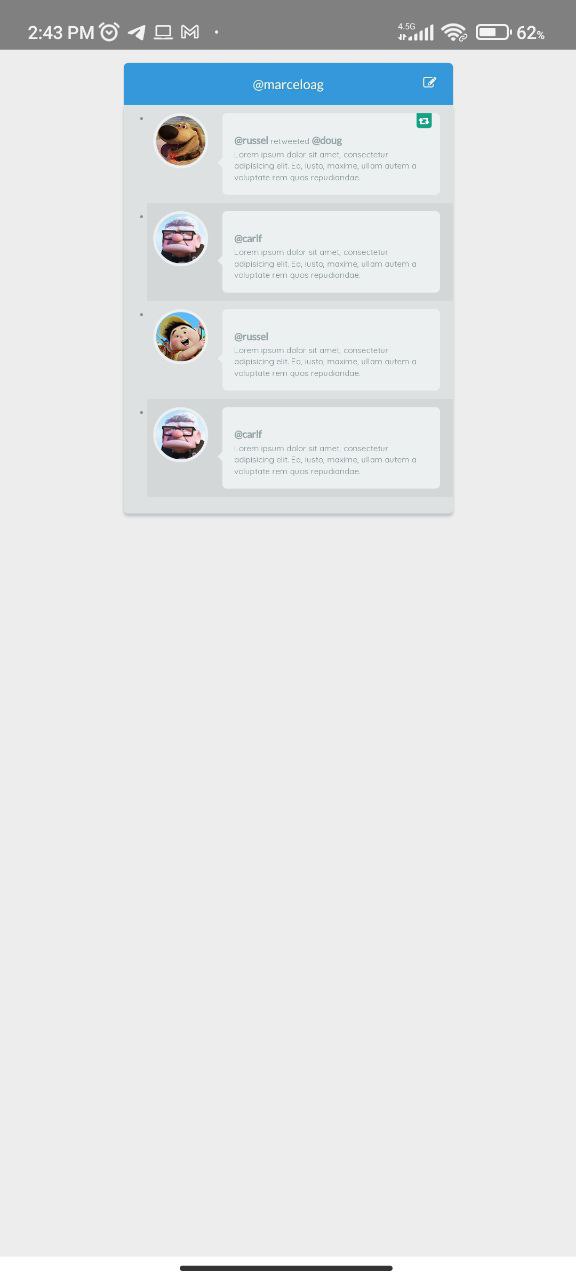 2:43 PM
4.5G
62%
@marceloag
@russel retweeted @doug
Lorem ipsum dolor sit amet, consectetur
adipisicing elit. Ea, iusto, maxime, ullam autem a
voluptate rem quos repudiandae.
@carlf
Lorem ipsum dolor sit amet, consectetur
adipisicing elit. Ea, iusto, maxime, ullam autem a
voluptate rem quos repudiandae.
@russel
Lorem ipsum dolor sit amet, consectetur
adipisicing elit. Ea, iusto, maxime, ullam autem a
voluptate rem quos repudiandae.
@carlf
Lorem ipsum dolor sit amet, consectetur
adipisicing elit. Ea, iusto, maxime, ullam autem a
voluptate rem quos repudiandae.